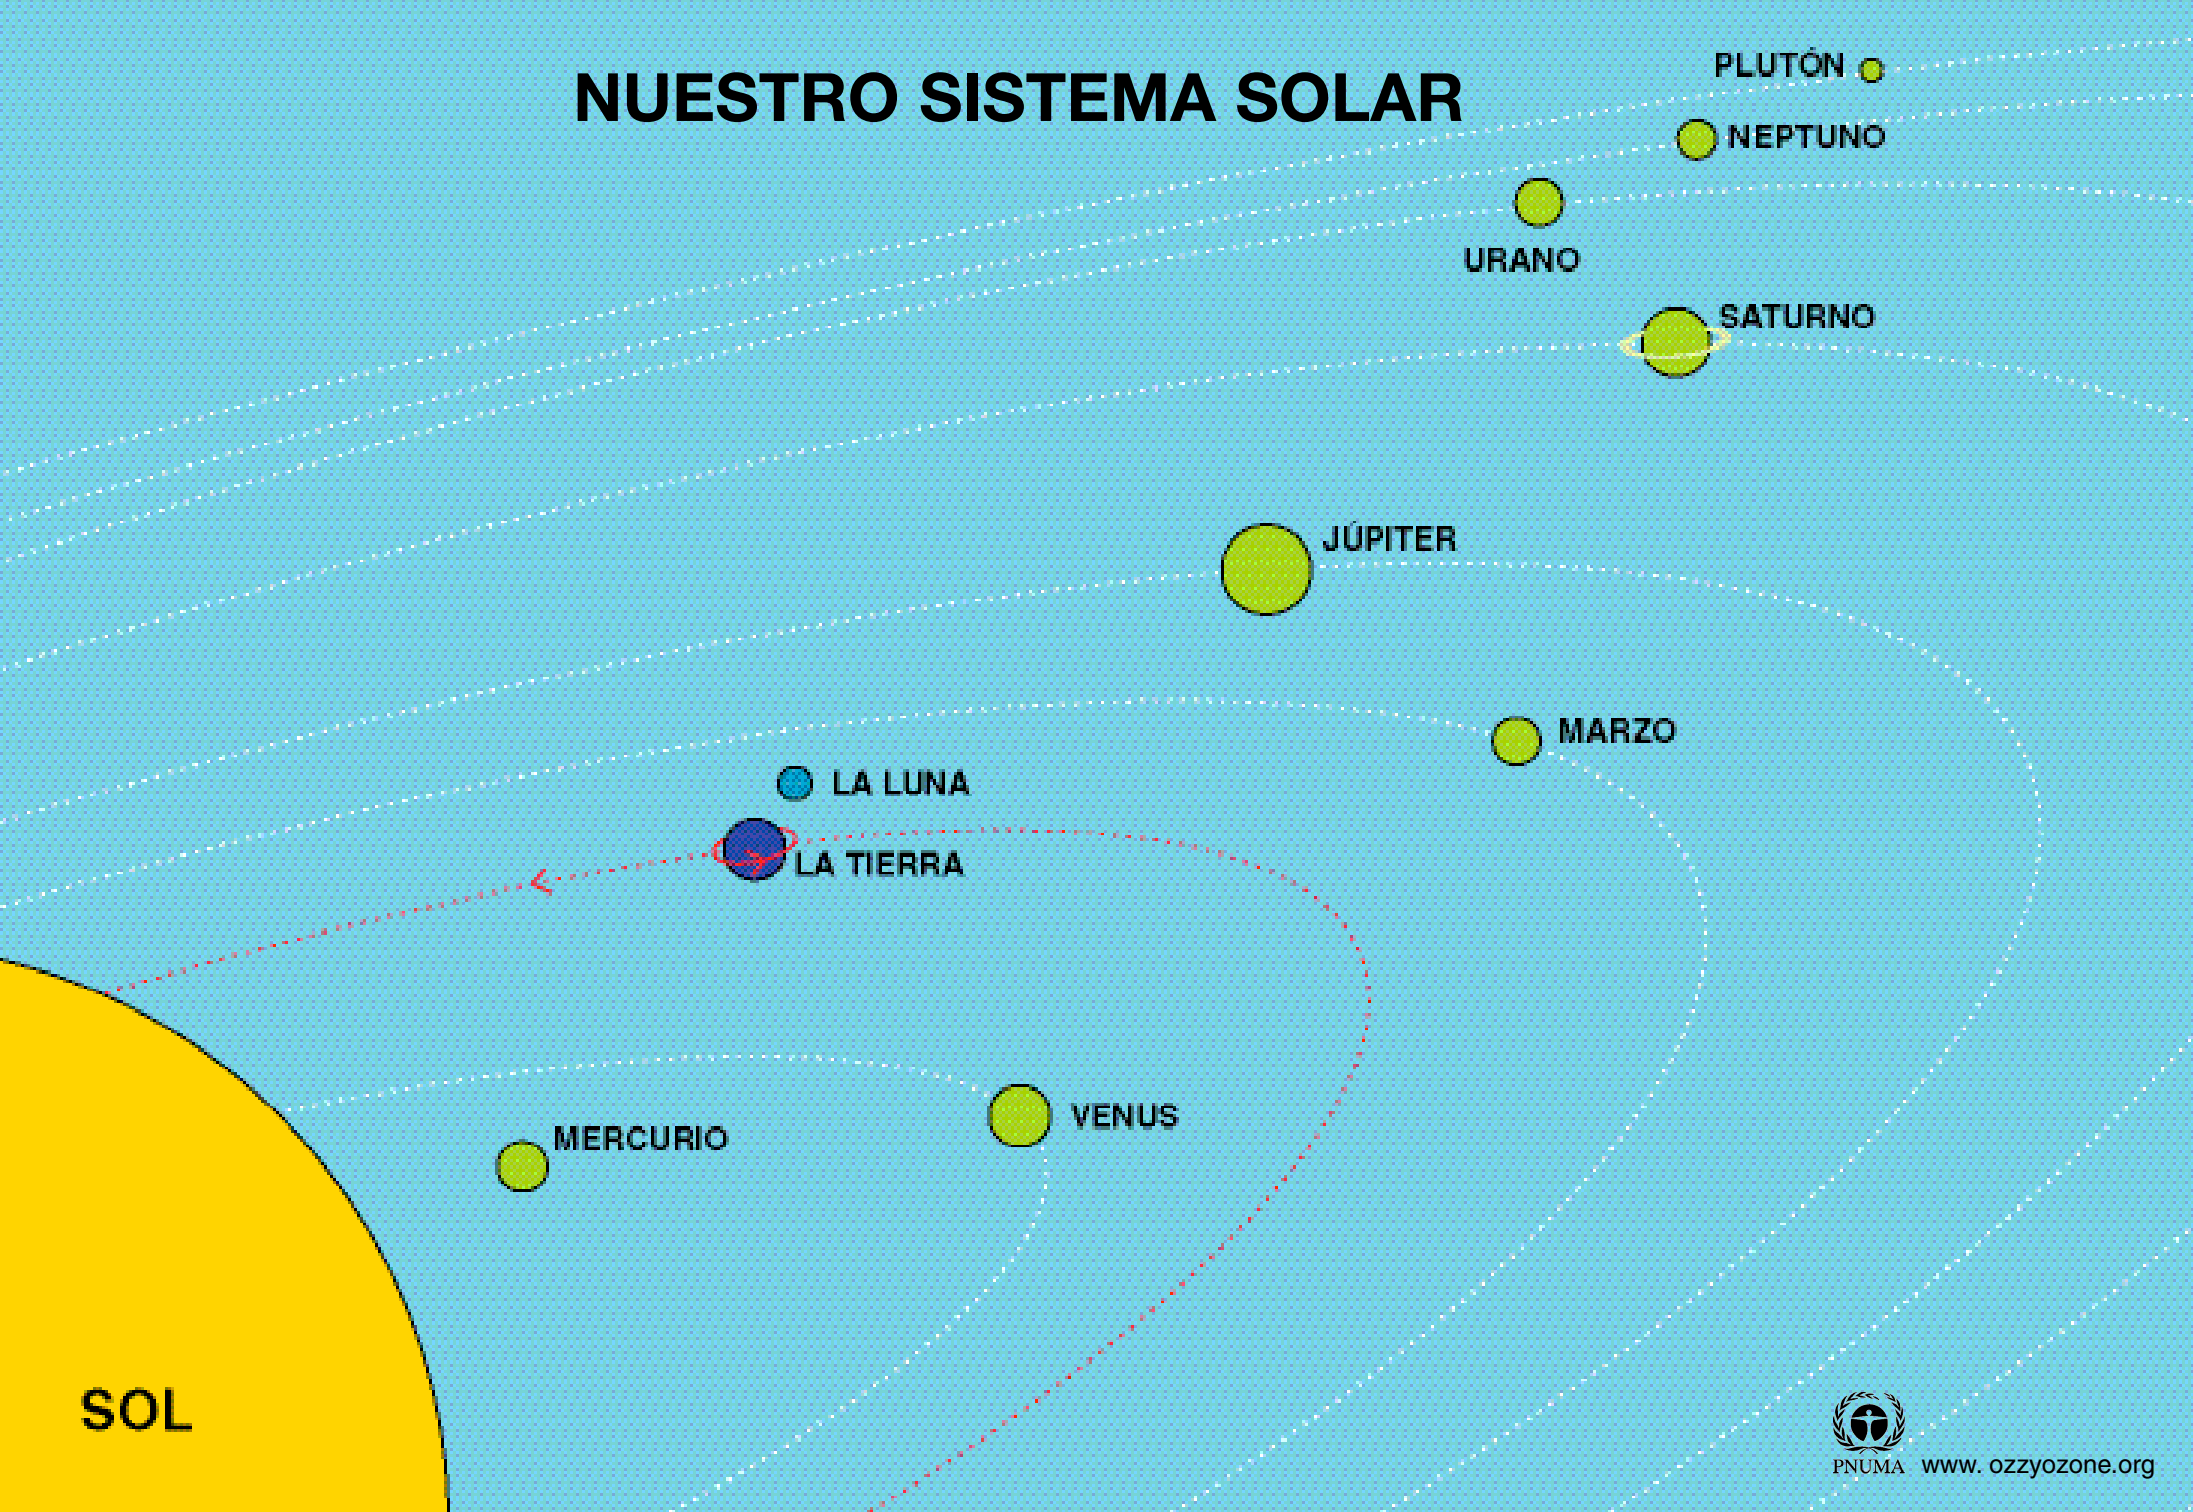 NUESTRO SISTEMA SOLAR
PLUTÓN
NEPTUNO
URANO
SATURNO
JÚPITER
MARZO
LA LUNA
LA TIERRA
VENUS
MERCURIO
SOL
PNUMA
www. ozzyozone.org